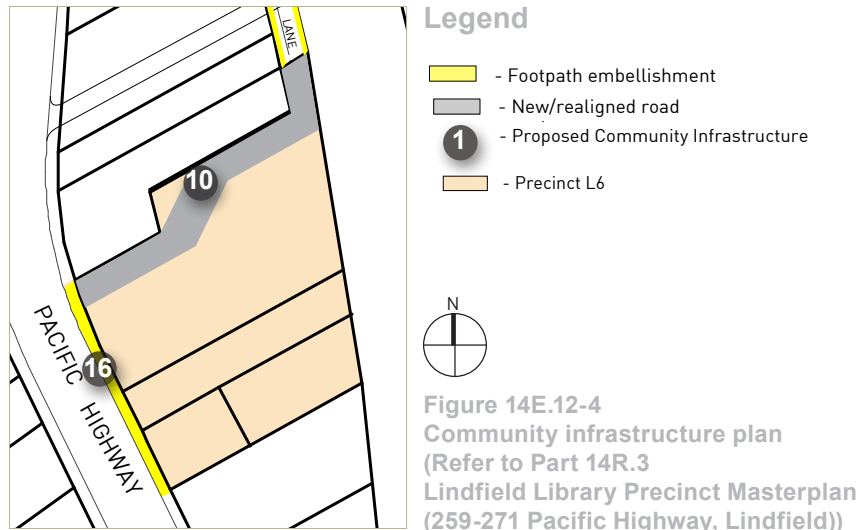 LANE
10
16
PACIFIC HIGHWAY
Legend
- Footpath embellishment
- New/realigned road
1 - Proposed Community Infrastructure
- Precinct L6
N
Figure 14E.12-4
Community infrastructure plan
(Refer to Part 14R.3
Lindfield Library Precinct Masterplan
(259-271 Pacific Highway, Lindfield))